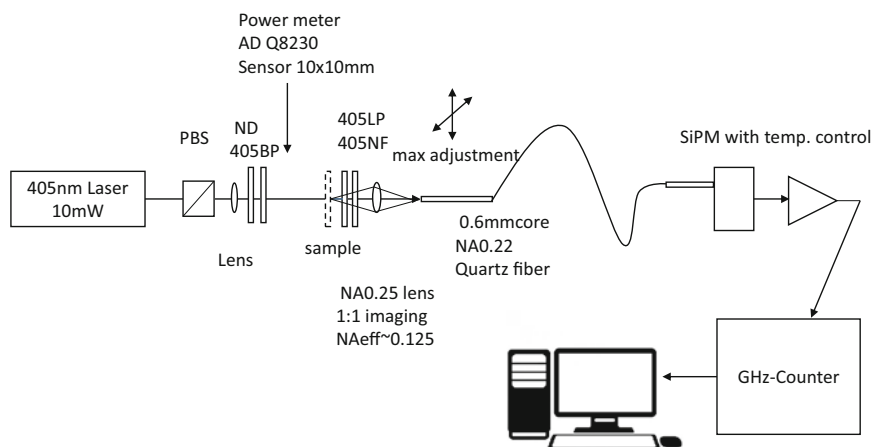 Power meter
AD Q8230
Sensor 10x10mm
PBS
ND
405BP
405LP
405NF
max adjustment
SiPM with temp. control
405nm Laser
10mW
Lens
sample
0.6mmcore
NA0.22
Quartz fiber
NA0.25 lens
1:1 imaging
NAeff~0.125
GHz-Counter